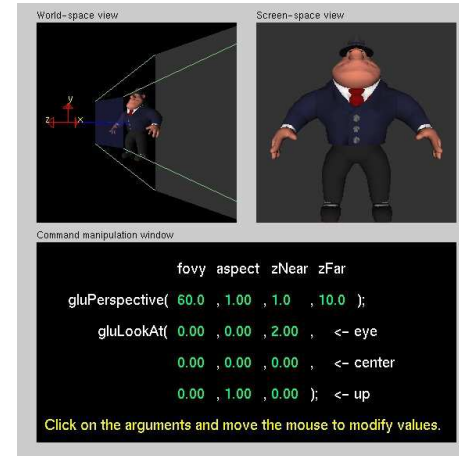 World-space view
Screen-space view
y
z
x
Command manipulation window
fovy aspect zNear zFar
gluPerspective( 60.0 , 1.00 , 1.0 , 10.0 );
gluLookAt( 0.00 , 0.00 , 2.00 , <- eye
0.00 , 0.00 , 0.00 , <- center
0.00 , 1.00 , 0.00 ); <- up
Click on the arguments and move the mouse to modify values.